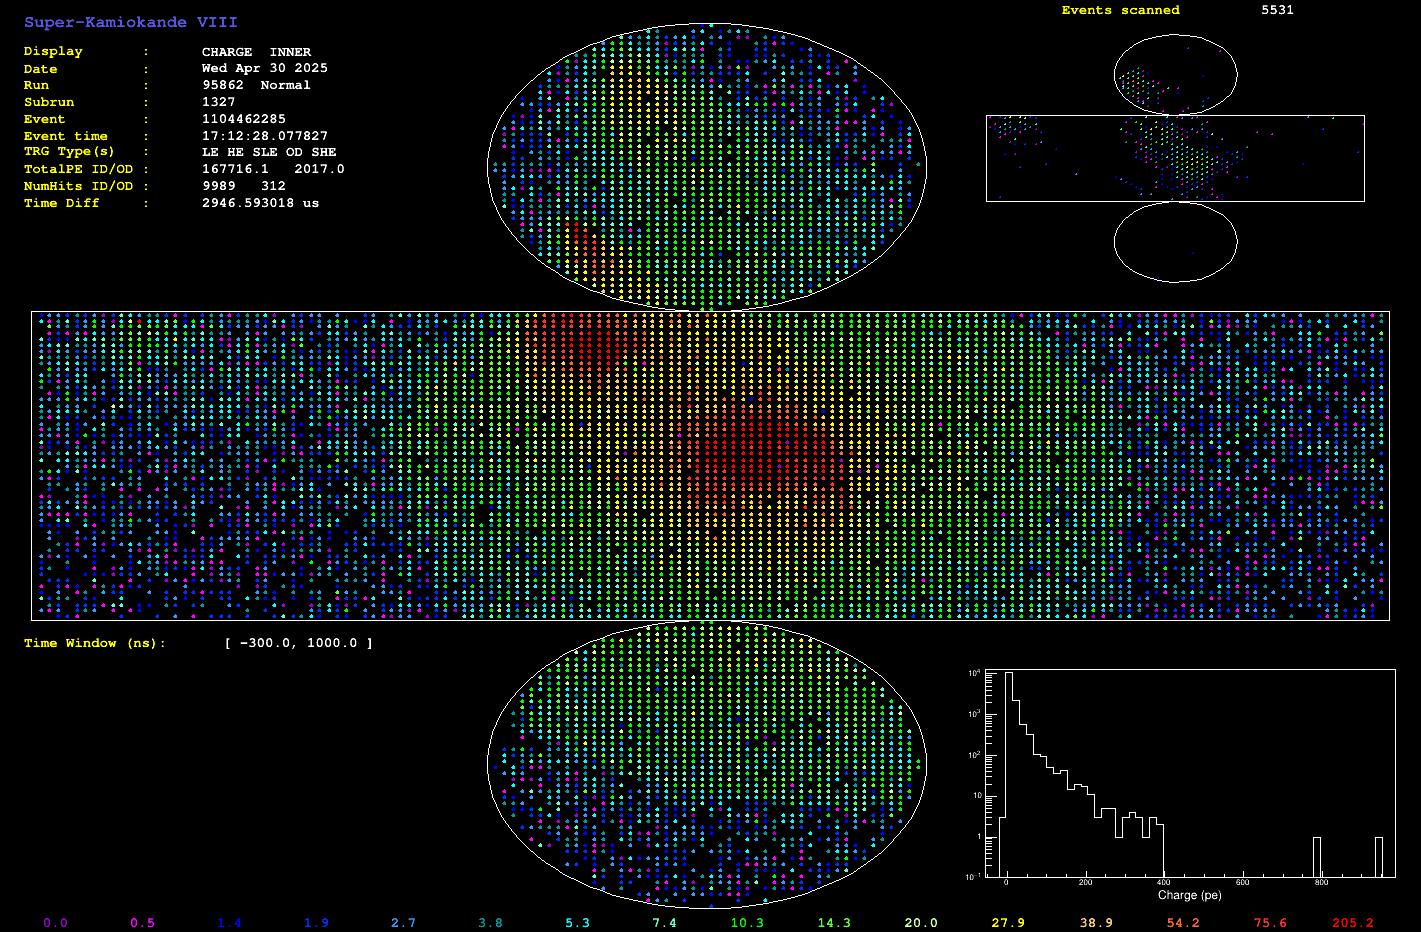 Super-Kamiokande VIII
Events scanned 5531
Display : CHARGE INNER
Date : Wed Apr 30 2025
Run : 95862 Normal
Subrun : 1327
Event : 1104462285
Event time : 17:12:28.077827
TRG Type(s) : LE HE SLE OD SHE
TotalPE ID/OD : 167716.1 2017.0
NumHits ID/OD : 9989 312
Time Diff : 2946.593018 us
Time Window (ns): [ -300.0, 1000.0 ]
10⁴
10³
10²
10
1
10⁻¹
0 200 400 600 800
Charge (pe)
0.0 0.5 1.4 1.9 2.7 3.8 5.3 7.4 10.3 14.3 20.0 27.9 38.9 54.2 75.6 205.2